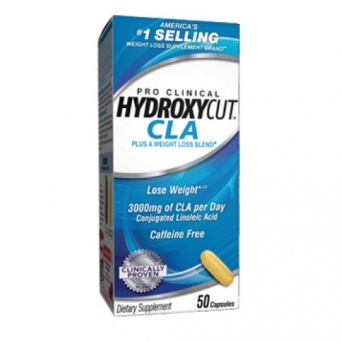 AMERICA'S
#1 SELLING
WEIGHT LOSS SUPPLEMENT BRAND
PRO CLINICAL
HYDROXYCUT
CLA
PLUS A WEIGHT LOSS BLEND
Lose Weight
3000mg of CLA per Day
Conjugated Linoleic Acid
Caffeine Free
CLINICALLY
PROVEN
Dietary Supplement
50 Capsules